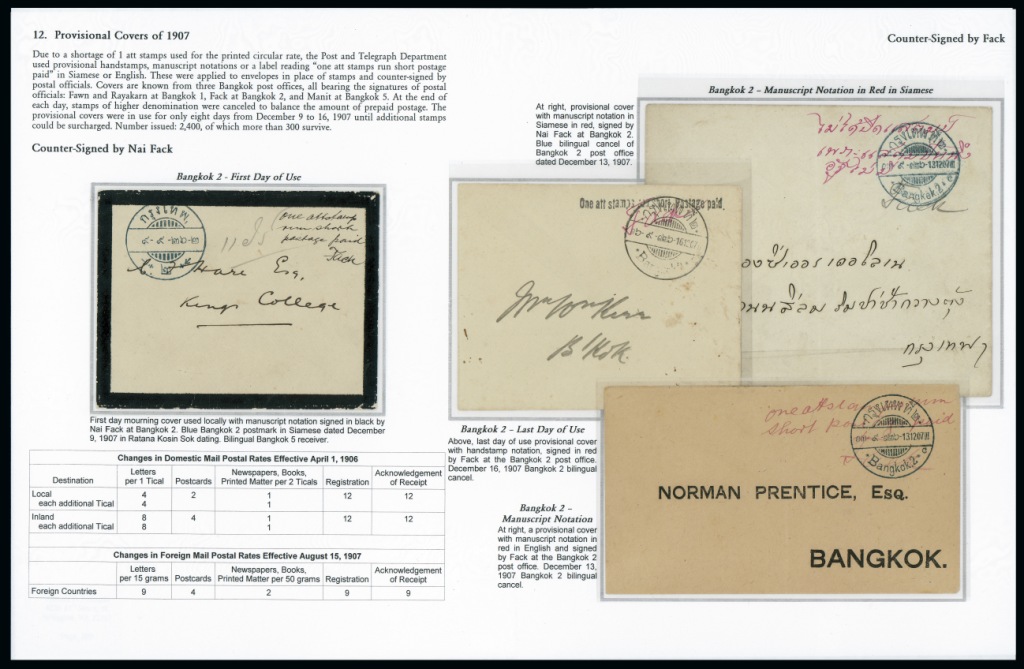 12. Provisional Covers of 1907
Counter-Signed by Fack
Due to a shortage of 1 att stamps used for the printed circular rate, the Post and Telegraph Department
used provisional handstamps, manuscript notations or a label reading "one att stamps run short postage
paid" in Siamese or English. These were applied to envelopes in place of stamps and counter-signed by
postal officials. Covers are known from three Bangkok post offices, all bearing the signatures of postal
officials: Fawn and Rayakarn at Bangkok 1, Fack at Bangkok 2, and Manit at Bangkok 5. At the end of
each day, stamps of higher denomination were canceled to balance the amount of prepaid postage. The
provisional covers were in use for only eight days from December 9 to 16, 1907 until additional stamps
could be surcharged. Number issued: 2,400, of which more than 300 survive.
Counter-Signed by Nai Fack
Bangkok 2 - First Day of Use
กรุงเทพ
one att stamp
run short
postage paid
Fack
Hare Esq,
Kings College
First day mourning cover used locally with manuscript notation signed in black by
Nai Fack at Bangkok 2. Blue Bangkok 2 postmark in Siamese dated December
9, 1907 in Ratana Kosin Sok dating. Bilingual Bangkok 5 receiver.
Changes in Domestic Mail Postal Rates Effective April 1, 1906
Destination Letters per 1 Tical Postcards Newspapers, Books, Printed Matter per 2 Ticals Registration Acknowledgement of Receipt
Local 4 2 1 12 12
each additional Tical 4 1
Inland 8 4 1 12 12
each additional Tical 8 1
Changes in Foreign Mail Postal Rates Effective August 15, 1907
Letters per 15 grams Postcards Newspapers, Books, Printed Matter per 50 grams Registration Acknowledgement of Receipt
Foreign Countries 9 4 2 9 9
Bangkok 2 – Manuscript Notation in Red in Siamese
At right, provisional cover
with manuscript notation in
Siamese in red, signed by
Nai Fack at Bangkok 2.
Blue bilingual cancel of
Bangkok 2 post office
dated December 13, 1907.
กรุงเทพฯ
Bangkok 2
Fack
กรุงเทพฯ
One att stamps run short Postage paid.
B'Kok.
Bangkok 2 – Last Day of Use
Above, last day of use provisional cover
with handstamp notation, signed in red
by Fack at the Bangkok 2 post office.
December 16, 1907 Bangkok 2 bilingual
cancel.
Bangkok 2 –
Manuscript Notation
At right, a provisional cover
with manuscript notation in
red in English and signed
by Fack at the Bangkok 2
post office. December 13,
1907 Bangkok 2 bilingual
cancel.
one att stamp run
short paid
Bangkok 2
NORMAN PRENTICE, ESQ.
BANGKOK.